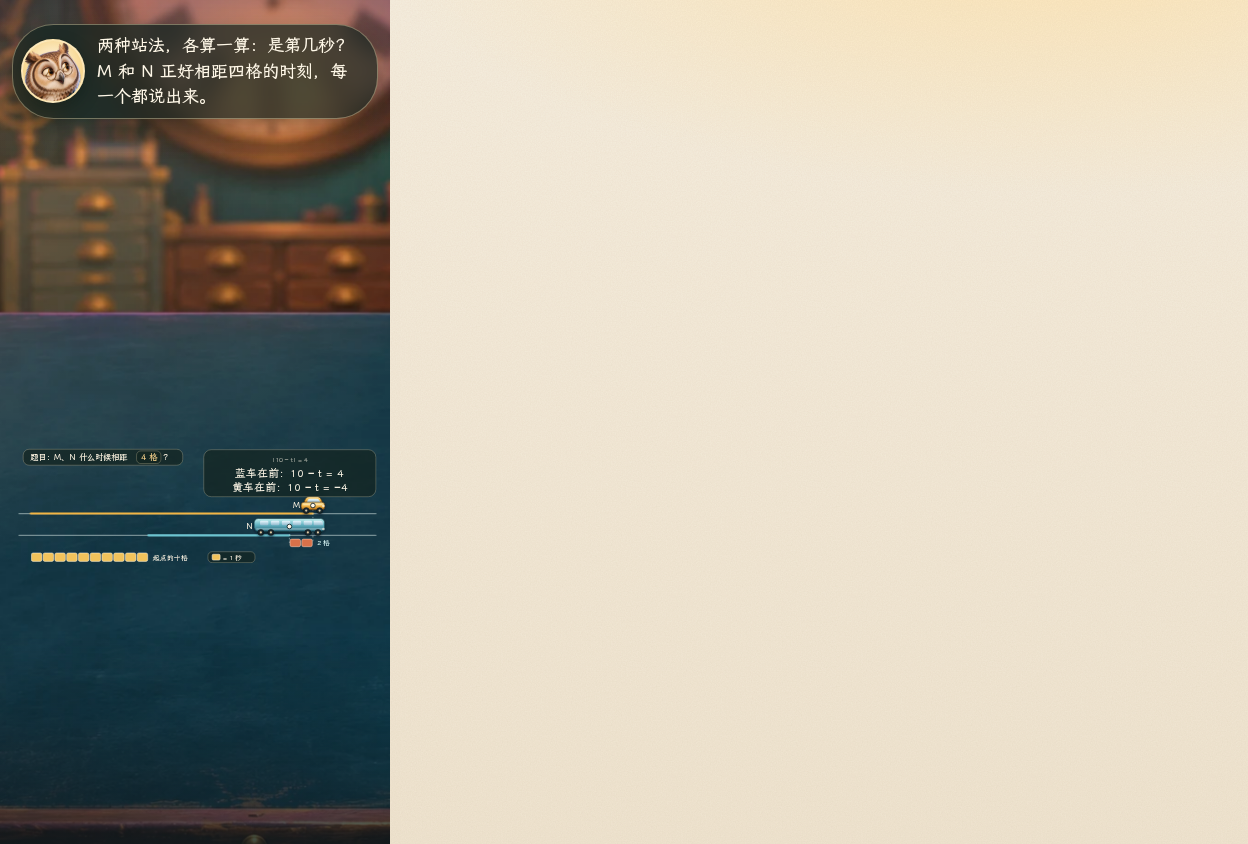 两种站法，各算一算：是第几秒？
M 和 N 正好相距四格的时刻，每
一个都说出来。
题目：M、N 什么时候相距 4 格 ？
|10−t|=4
蓝车在前：10 − t = 4
黄车在前：10 − t = −4
M
N
2 格
起点的十格
= 1 秒